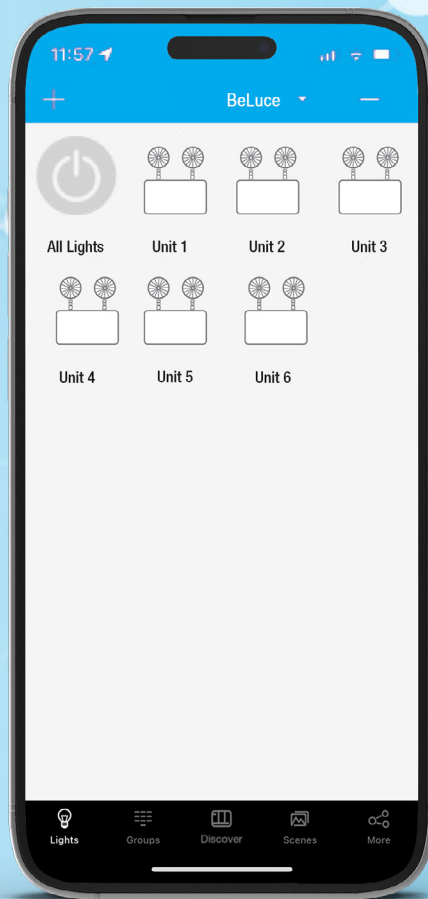 11:57
BeLuce
All Lights Unit 1 Unit 2 Unit 3
Unit 4 Unit 5 Unit 6
Lights Groups Discover Scenes More